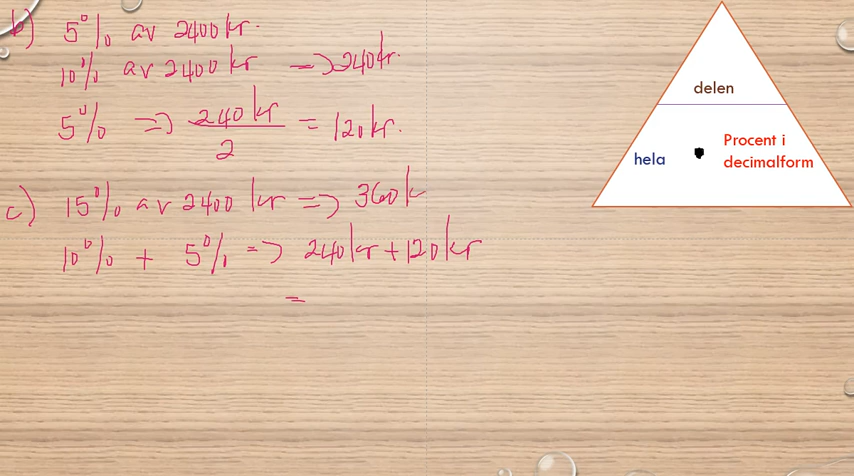 b) 5% av 2400 kr.
10% av 2400 kr => 240 kr.
5% => 240 kr / 2 = 120 kr.
c) 15% av 2400 kr => 360 k
10% + 5% => 240 kr + 120 kr
=
delen
hela
Procent i
decimalform